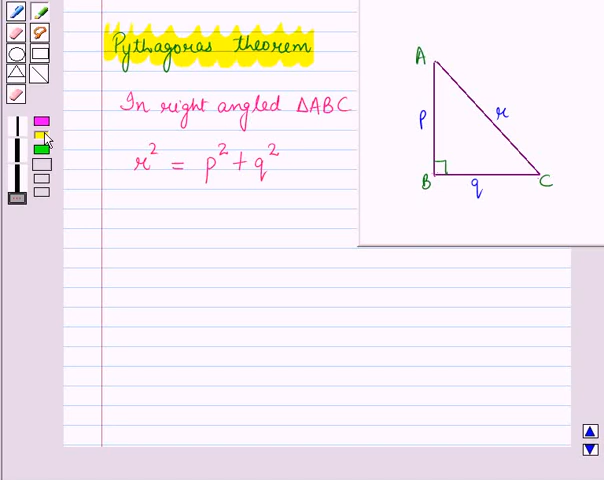 Pythagoras theorem
In right angled ΔABC
r² = p² + q²
A
p
r
B
q
C